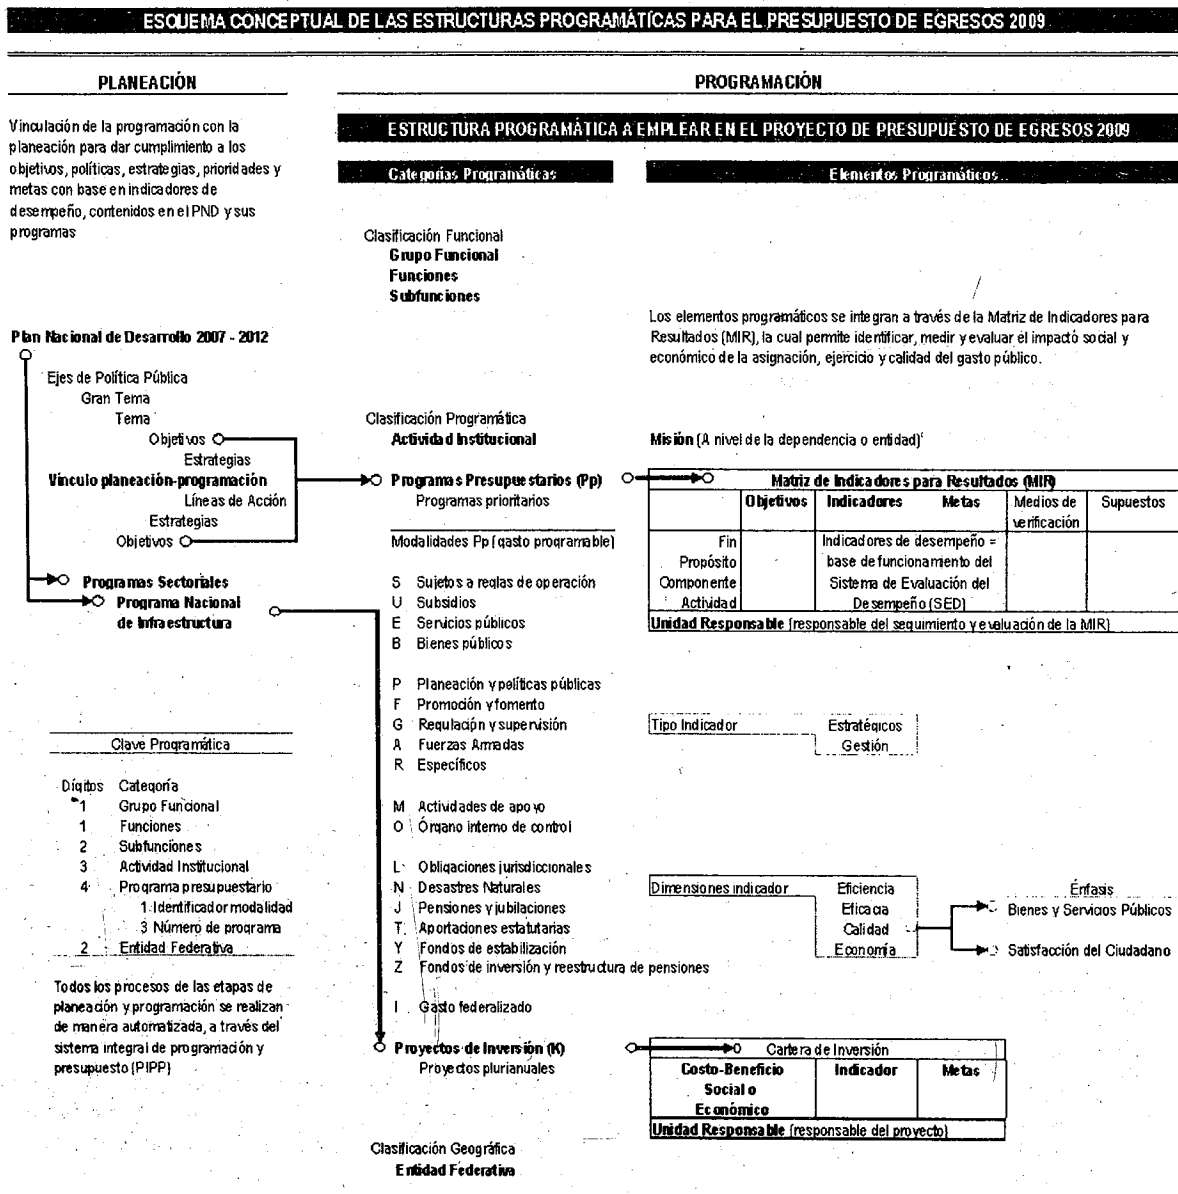 ESQUEMA CONCEPTUAL DE LAS ESTRUCTURAS PROGRAMÁTICAS PARA EL PRESUPUESTO DE EGRESOS 2009
PLANEACIÓN
Vinculación de la programación con la
planeación para dar cumplimiento a los
objetivos, políticas, estrategias, prioridades y
metas con base en indicadores de
desempeño, contenidos en el PND y sus
programas
Plan Nacional de Desarrollo 2007 - 2012
Ejes de Política Pública
Gran Tema
Tema
Objetivos
Estrategias
Vínculo planeación-programación
Líneas de Acción
Estrategias
Objetivos
Programas Sectoriales
Programa Nacional
de Infraestructura
Clave Programática
Dígitos Categoría
1 Grupo Funcional
1 Funciones
2 Subfunciones
3 Actividad Institucional
4 Programa presupuestario
1 Identificador modalidad
3 Número de programa
2 Entidad Federativa
Todos los procesos de las etapas de
planeación y programación se realizan
de manera automatizada, a través del
sistema integral de programación y
presupuesto (PIPP)
PROGRAMACIÓN
ESTRUCTURA PROGRAMÁTICA A EMPLEAR EN EL PROYECTO DE PRESUPUESTO DE EGRESOS 2009
Categorías Programáticas
Clasificación Funcional
Grupo Funcional
Funciones
Subfunciones
Clasificación Programática
Actividad Institucional
Programas Presupuestarios (Pp)
Programas prioritarios
Modalidades Pp (gasto programable)
S Sujetos a reglas de operación
U Subsidios
E Servicios públicos
B Bienes públicos
P Planeación y políticas públicas
F Promoción y fomento
G Regulación y supervisión
A Fuerzas Armadas
R Específicos
M Actividades de apoyo
O Órgano interno de control
L Obligaciones jurisdiccionales
N Desastres Naturales
J Pensiones y jubilaciones
T Aportaciones estatutarias
Y Fondos de estabilización
Z Fondos de inversión y reestructura de pensiones
I Gasto federalizado
Proyectos de Inversión (K)
Proyectos plurianuales
Clasificación Geográfica
Entidad Federativa
Elementos Programáticos
Los elementos programáticos se integran a través de la Matriz de Indicadores para
Resultados (MIR), la cual permite identificar, medir y evaluar el impacto social y
económico de la asignación, ejercicio y calidad del gasto público.
Misión (A nivel de la dependencia o entidad)
Matriz de Indicadores para Resultados (MIR)
Objetivos Indicadores Metas Medios de Supuestos
verificación
Fin Indicadores de desempeño =
Propósito base de funcionamiento del
Componente Sistema de Evaluación del
Actividad Desempeño (SED)
Unidad Responsable (responsable del seguimiento y evaluación de la MIR)
Tipo Indicador Estratégicos
Gestión
Dimensiones indicador Eficiencia Énfasis
Eficacia Bienes y Servicios Públicos
Calidad
Economía Satisfacción del Ciudadano
Cartera de Inversión
Costo-Beneficio Indicador Metas
Social o
Económico
Unidad Responsable (responsable del proyecto)